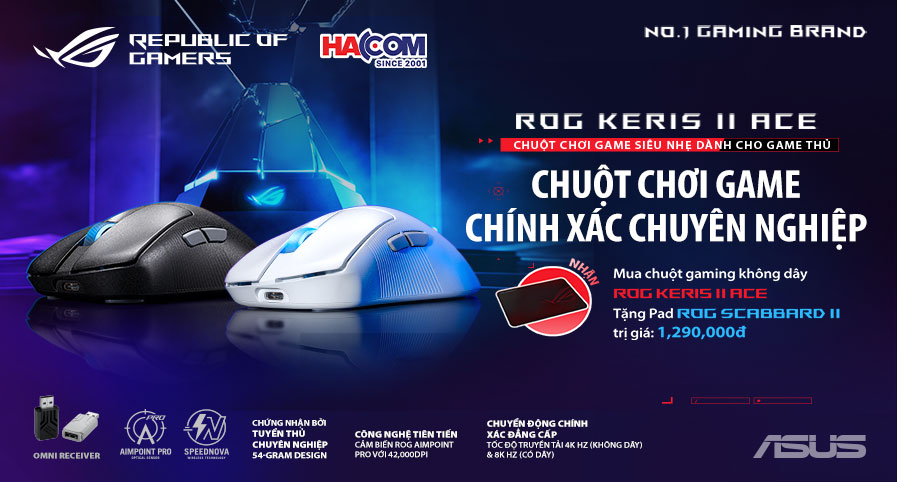 REPUBLIC OF
GAMERS
HACOM
SINCE 2001
NO.1 GAMING BRAND
ROG KERIS II ACE
CHUỘT CHƠI GAME SIÊU NHẸ DÀNH CHO GAME THỦ
CHUỘT CHƠI GAME
CHÍNH XÁC CHUYÊN NGHIỆP
NHẬN
Mua chuột gaming không dây
ROG KERIS II ACE
Tặng Pad ROG SCABBARD II
trị giá: 1,290,000đ
OMNI RECEIVER
PRO
AIMPOINT PRO
OPTICAL SENSOR
SPEEDNOVA
WIRELESS TECHNOLOGY
CHỨNG NHẬN BỞI
TUYỂN THỦ
CHUYÊN NGHIỆP
54-GRAM DESIGN
CÔNG NGHỆ TIÊN TIẾN
CẢM BIẾN ROG AIMPOINT
PRO VỚI 42,000DPI
CHUYỂN ĐỘNG CHÍNH
XÁC ĐẲNG CẤP
TỐC ĐỘ TRUYỀN TẢI 4K HZ (KHÔNG DÂY)
& 8K HZ (CÓ DÂY)
ASUS